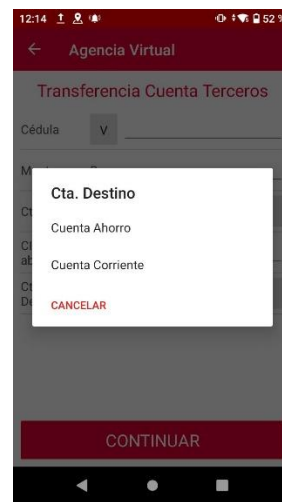 12:14 52 %
Agencia Virtual
Transferencia Cuenta Terceros
Cédula V
Cta. Destino
Cuenta Ahorro
Cuenta Corriente
CANCELAR
CONTINUAR